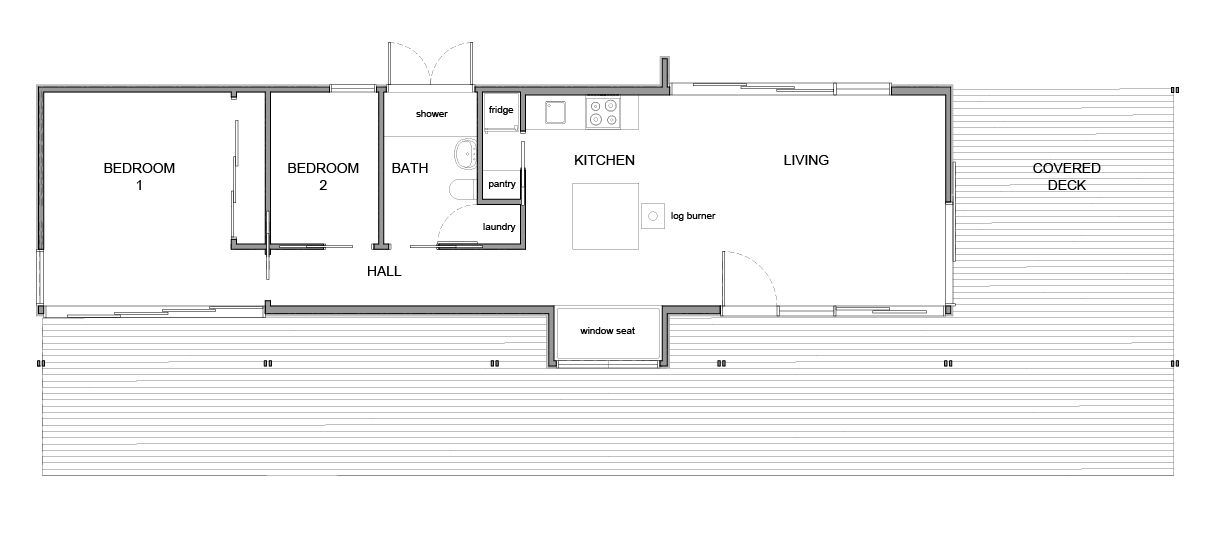 shower
fridge
BEDROOM
1
BEDROOM
2
BATH
pantry
laundry
KITCHEN
LIVING
COVERED
DECK
log burner
HALL
window seat